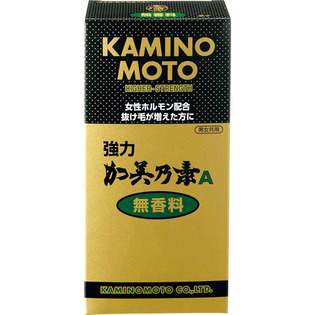 KAMINO
MOTO
HIGHER-STRENGTH
女性ホルモン配合
抜け毛が増えた方に
男女共用
強力
加美乃素A
無香料
KAMINOMOTO CO.,LTD.